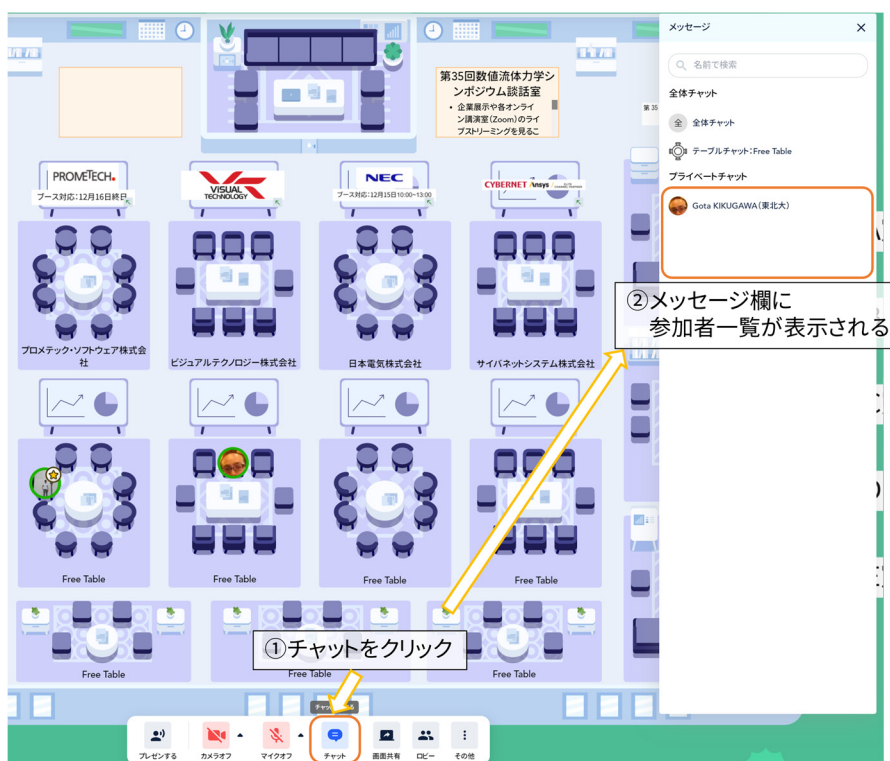 メッセージ
名前で検索
全体チャット
全 全体チャット
テーブルチャット:Free Table
プライベートチャット
Gota KIKUGAWA(東北大)
第35回数値流体力学シ
ンポジウム談話室
• 企業展示や各オンライ
ン講演室(Zoom)のライ
ブストリーミングを見るこ
第 35
PROMETECH.
ブース対応:12月16日終日
VISUAL
TECHNOLOGY
NEC
ブース対応:12月15日10:00~13:00
CYBERNET Ansys
プロメテック・ソフトウェア株式会
社
ビジュアルテクノロジー株式会社
日本電気株式会社
サイバネットシステム株式会社
②メッセージ欄に
参加者一覧が表示される
Free Table
Free Table
Free Table
Free Table
①チャットをクリック
Free Table
Free Table
Free Table
プレゼンする
カメラオフ
マイクオフ
チャット
画面共有
ロビー
その他